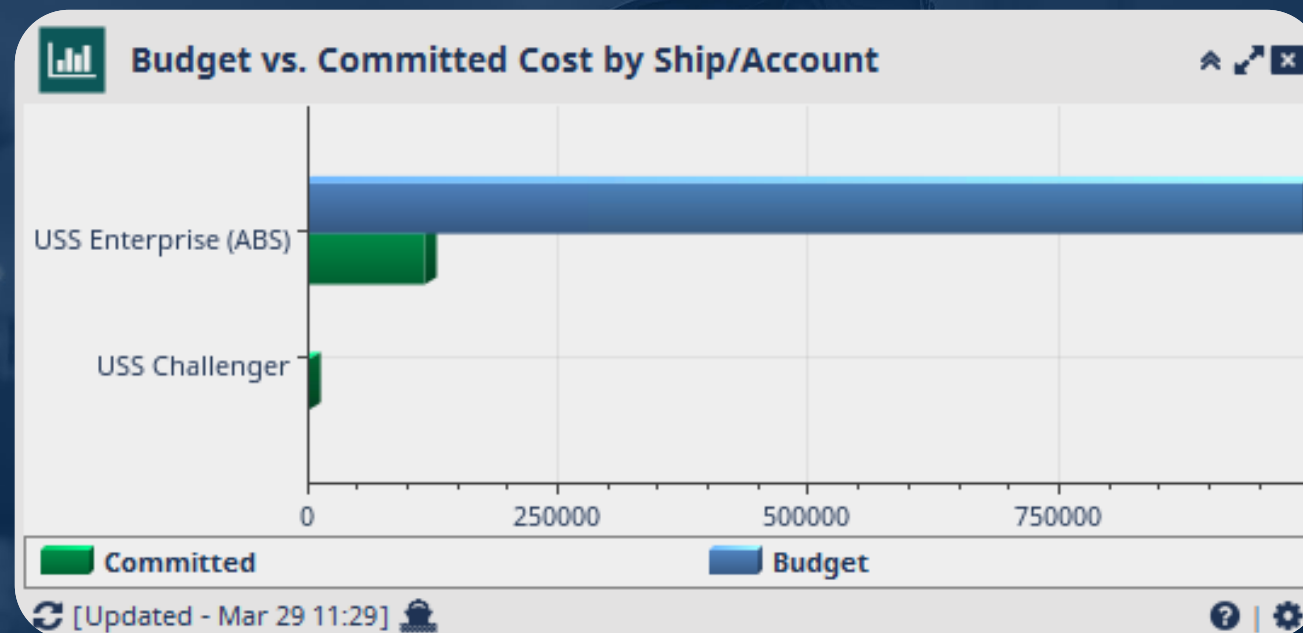 Budget vs. Committed Cost by Ship/Account
USS Enterprise (ABS)
USS Challenger
0 250000 500000 750000
Committed Budget
[Updated - Mar 29 11:29] ? |